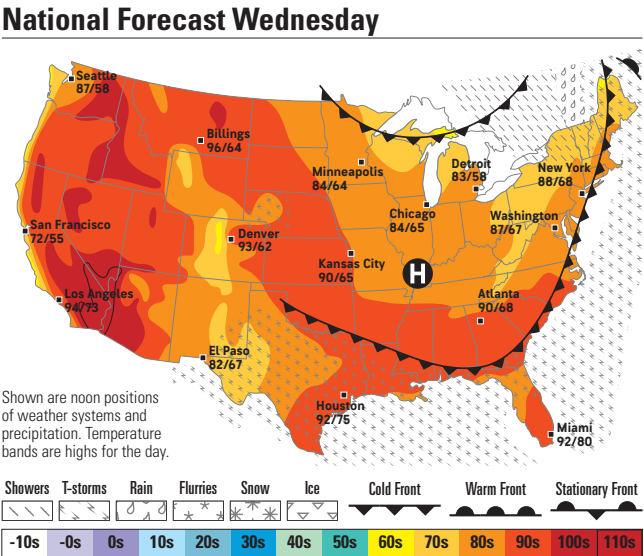 National Forecast Wednesday
Seattle
87/58
Billings
96/64
Minneapolis
84/64
Detroit
83/58
New York
88/68
San Francisco
72/55
Denver
93/62
Chicago
84/65
Washington
87/67
Kansas City
90/65
H
Los Angeles
94/73
Atlanta
90/68
El Paso
82/67
Houston
92/75
Miami
92/80
Shown are noon positions
of weather systems and
precipitation. Temperature
bands are highs for the day.
Showers T-storms Rain Flurries Snow Ice Cold Front Warm Front Stationary Front
-10s -0s 0s 10s 20s 30s 40s 50s 60s 70s 80s 90s 100s 110s